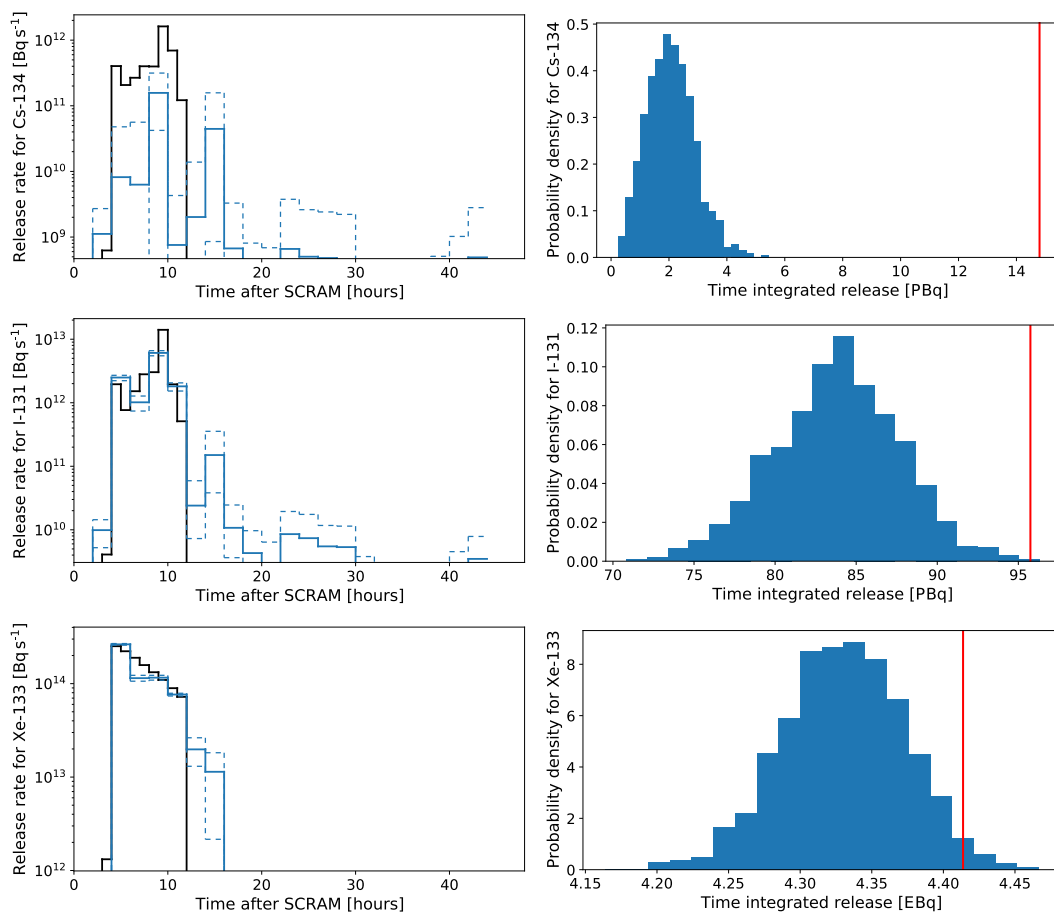 Release rate for Cs-134 [Bq s⁻¹]
10¹²
10¹¹
10¹⁰
10⁹
0 10 20 30 40
Time after SCRAM [hours]
Probability density for Cs-134
0.5
0.4
0.3
0.2
0.1
0.0
0 2 4 6 8 10 12 14
Time integrated release [PBq]
Release rate for I-131 [Bq s⁻¹]
10¹³
10¹²
10¹¹
10¹⁰
0 10 20 30 40
Time after SCRAM [hours]
Probability density for I-131
0.12
0.10
0.08
0.06
0.04
0.02
0.00
70 75 80 85 90 95
Time integrated release [PBq]
Release rate for Xe-133 [Bq s⁻¹]
10¹⁴
10¹³
10¹²
0 10 20 30 40
Time after SCRAM [hours]
Probability density for Xe-133
8
6
4
2
0
4.15 4.20 4.25 4.30 4.35 4.40 4.45
Time integrated release [EBq]